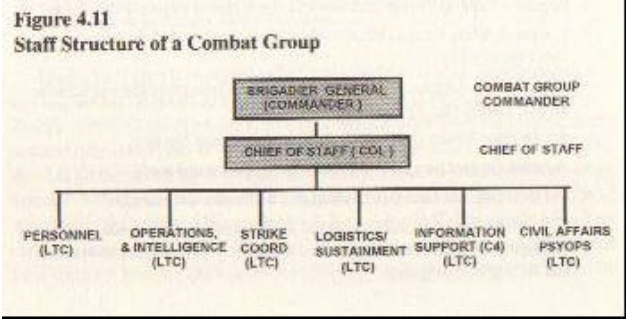 Figure 4.11
Staff Structure of a Combat Group
BRIGADIER GENERAL
(COMMANDER)
COMBAT GROUP
COMMANDER
CHIEF OF STAFF (COL)
CHIEF OF STAFF
PERSONNEL
(LTC)
OPERATIONS,
& INTELLIGENCE
(LTC)
STRIKE
COORD
(LTC)
LOGISTICS/
SUSTAINMENT
(LTC)
INFORMATION
SUPPORT (C4)
(LTC)
CIVIL AFFAIRS
PSYOPS
(LTC)